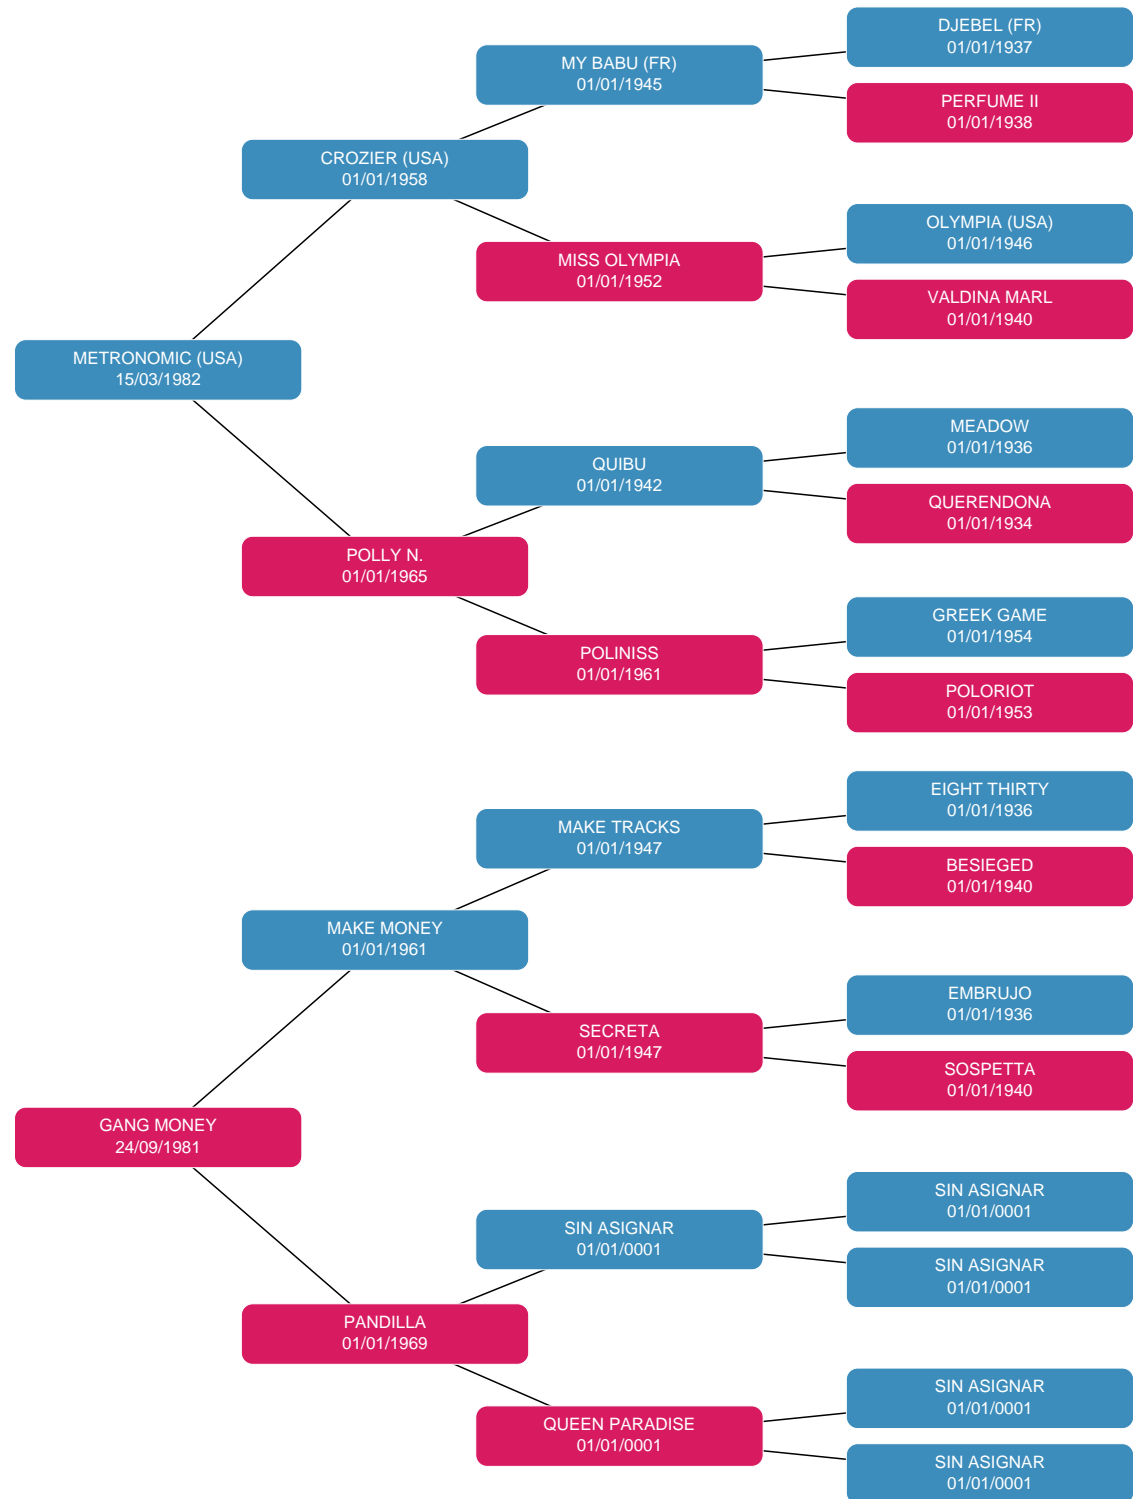 DJEBEL (FR)
01/01/1937
MY BABU (FR)
01/01/1945
PERFUME II
01/01/1938
CROZIER (USA)
01/01/1958
OLYMPIA (USA)
01/01/1946
MISS OLYMPIA
01/01/1952
VALDINA MARL
01/01/1940
METRONOMIC (USA)
15/03/1982
MEADOW
01/01/1936
QUIBU
01/01/1942
QUERENDONA
01/01/1934
POLLY N.
01/01/1965
GREEK GAME
01/01/1954
POLINISS
01/01/1961
POLORIOT
01/01/1953
EIGHT THIRTY
01/01/1936
MAKE TRACKS
01/01/1947
BESIEGED
01/01/1940
MAKE MONEY
01/01/1961
EMBRUJO
01/01/1936
SECRETA
01/01/1947
SOSPETTA
01/01/1940
GANG MONEY
24/09/1981
SIN ASIGNAR
01/01/0001
SIN ASIGNAR
01/01/0001
SIN ASIGNAR
01/01/0001
PANDILLA
01/01/1969
SIN ASIGNAR
01/01/0001
QUEEN PARADISE
01/01/0001
SIN ASIGNAR
01/01/0001